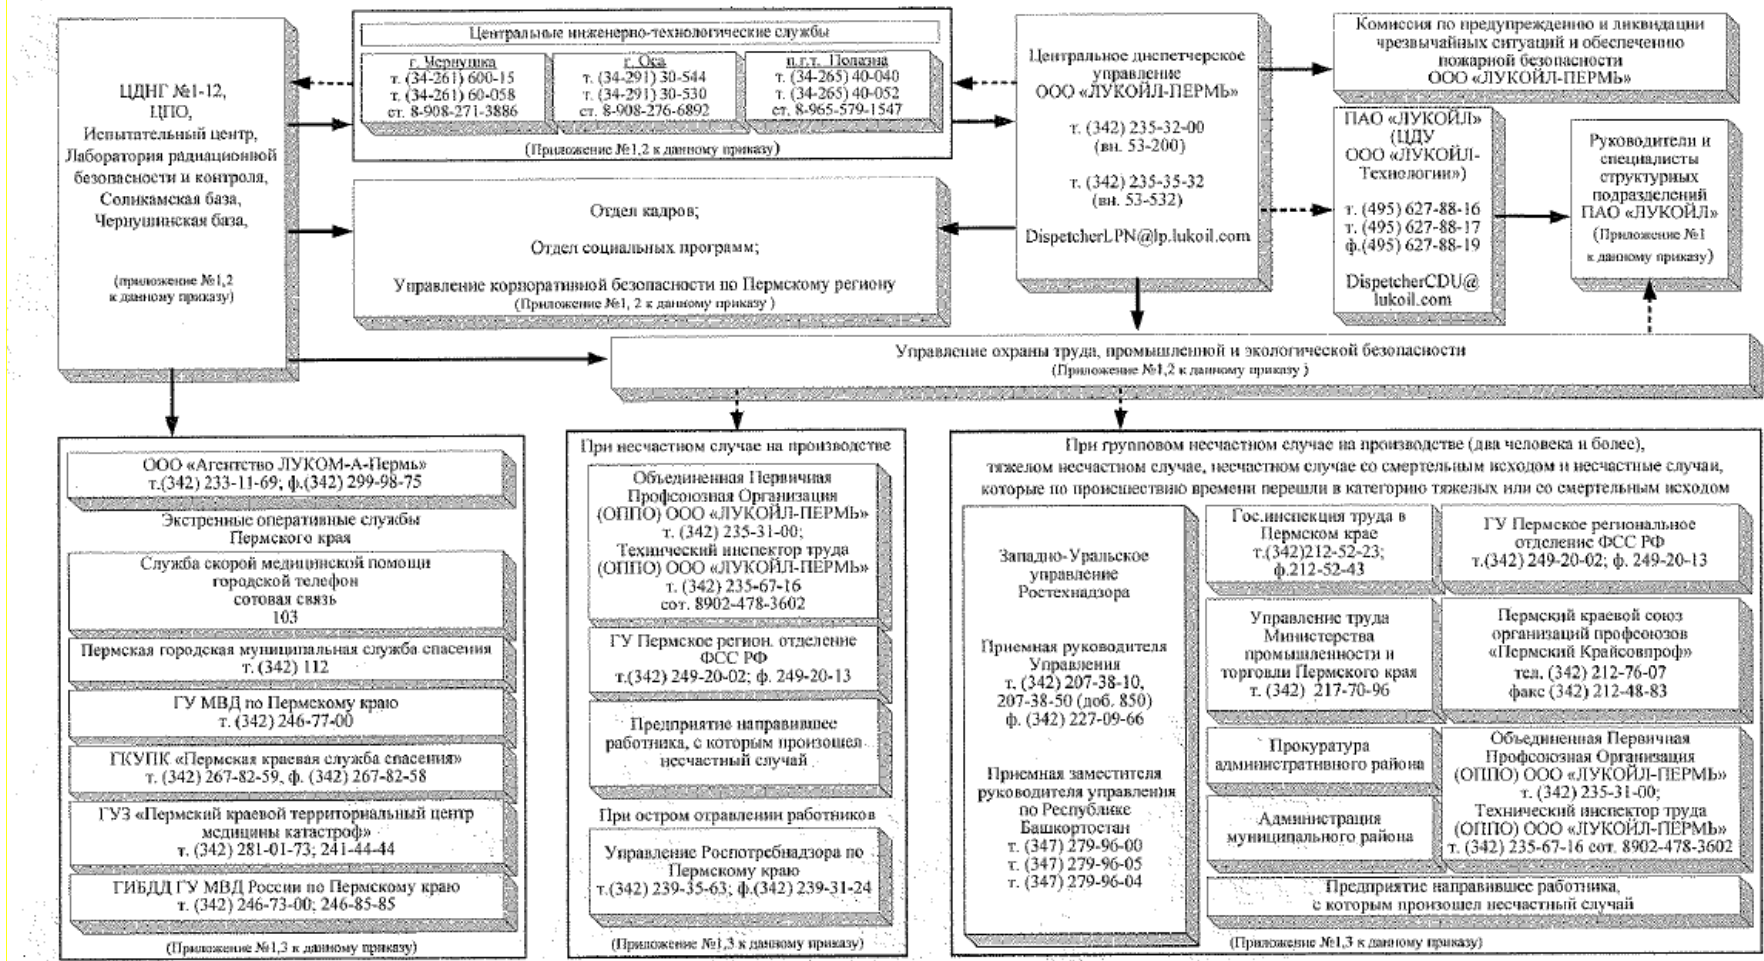 ЦДНГ №1-12,
ЦПО,
Испытательный центр,
Лаборатория радиационной
безопасности и контроля,
Соликамская база,
Чернушинская база,
(приложение №1,2
к данному приказу)
Центральные инженерно-технологические службы
г. Чернушка
т. (34-261) 600-15
т. (34-261) 60-058
ст. 8-908-271-3886
г. Оса
т. (34-291) 30-544
т. (34-291) 30-530
ст. 8-908-276-6892
п.г.т. Полазна
т. (34-265) 40-040
т. (34-265) 40-052
ст. 8-965-579-1547
(Приложение №1,2 к данному приказу)
Отдел кадров;
Отдел социальных программ;
Управление корпоративной безопасности по Пермскому региону
(Приложение №1, 2 к данному приказу )
Центральное диспетчерское
управление
ООО «ЛУКОЙЛ-ПЕРМЬ»
т. (342) 235-32-00
(вн. 53-200)
т. (342) 235-35-32
(вн. 53-532)
DispetcherLPN@lp.lukoil.com
Комиссия по предупреждению и ликвидации
чрезвычайных ситуаций и обеспечению
пожарной безопасности
ООО «ЛУКОЙЛ-ПЕРМЬ»
ПАО «ЛУКОЙЛ»
(ЦДУ
ООО «ЛУКОЙЛ-
Технологии»)
т. (495) 627-88-16
т. (495) 627-88-17
ф.(495) 627-88-19
DispetcherCDU@
lukoil.com
Руководители и
специалисты
структурных
подразделений
ПАО «ЛУКОЙЛ»
(Приложение №1
к данному приказу)
Управление охраны труда, промышленной и экологической безопасности
(Приложение №1,2 к данному приказу )
ООО «Агентство ЛУКОМ-А-Пермь»
т.(342) 233-11-69; ф.(342) 299-98-75
Экстренные оперативные службы
Пермского края
Служба скорой медицинской помощи
городской телефон
сотовая связь
103
Пермская городская муниципальная служба спасения
т. (342) 112
ГУ МВД по Пермскому краю
т. (342) 246-77-00
ГКУПК «Пермская краевая служба спасения»
т. (342) 267-82-59, ф. (342) 267-82-58
ГУЗ «Пермский краевой территориальный центр
медицины катастроф»
т. (342) 281-01-73; 241-44-44
ГИБДД ГУ МВД России по Пермскому краю
т. (342) 246-73-00; 246-85-85
(Приложение №1,3 к данному приказу)
При несчастном случае на производстве
Объединенная Первичная
Профсоюзная Организация
(ОППО) ООО «ЛУКОЙЛ-ПЕРМЬ»
т. (342) 235-31-00;
Технический инспектор труда
(ОППО) ООО «ЛУКОЙЛ-ПЕРМЬ»
т. (342) 235-67-16
сот. 8902-478-3602
ГУ Пермское регион. отделение
ФСС РФ
т.(342) 249-20-02; ф. 249-20-13
Предприятие направившее
работника, с которым произошел
несчастный случай
При остром отравлении работников
Управление Роспотребнадзора по
Пермскому краю
т.(342) 239-35-63; ф.(342) 239-31-24
(Приложение №1,3 к данному приказу)
При групповом несчастном случае на производстве (два человека и более),
тяжелом несчастном случае, несчастном случае со смертельным исходом и несчастные случаи,
которые по происшествию времени перешли в категорию тяжелых или со смертельным исходом
Западно-Уральское
управление
Ростехнадзора
Приемная руководителя
Управления
т. (342) 207-38-10,
207-38-50 (доб. 850)
ф. (342) 227-09-66
Приемная заместителя
руководителя управления
по Республике
Башкортостан
т. (347) 279-96-00
т. (347) 279-96-05
т. (347) 279-96-04
Гос.инспекция труда в
Пермском крае
т.(342)212-52-23;
ф.212-52-43
ГУ Пермское региональное
отделение ФСС РФ
т.(342) 249-20-02; ф. 249-20-13
Управление труда
Министерства
промышленности и
торговли Пермского края
т. (342) 217-70-96
Пермский краевой союз
организаций профсоюзов
«Пермский Крайсовпроф»
тел. (342) 212-76-07
факс (342) 212-48-83
Прокуратура
административного района
Администрация
муниципального района
Объединенная Первичная
Профсоюзная Организация
(ОППО) ООО «ЛУКОЙЛ-ПЕРМЬ»
т. (342) 235-31-00;
Технический инспектор труда
(ОППО) ООО «ЛУКОЙЛ-ПЕРМЬ»
т. (342) 235-67-16 сот. 8902-478-3602
Предприятие направившее работника,
с которым произошел несчастный случай
(Приложение №1,3 к данному приказу)